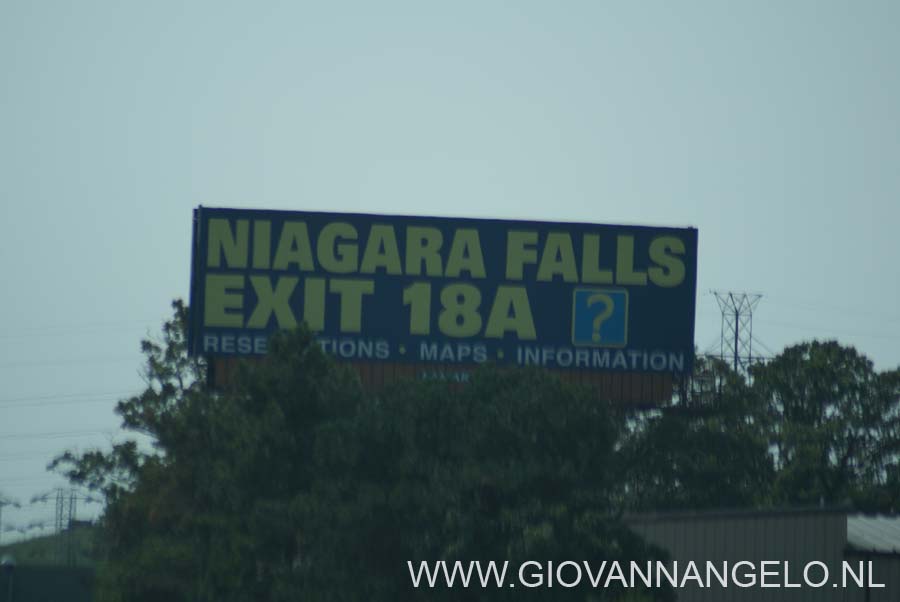 NIAGARA FALLS
EXIT 18A ?
MAPS · INFORMATION
WWW.GIOVANNANGELO.NL